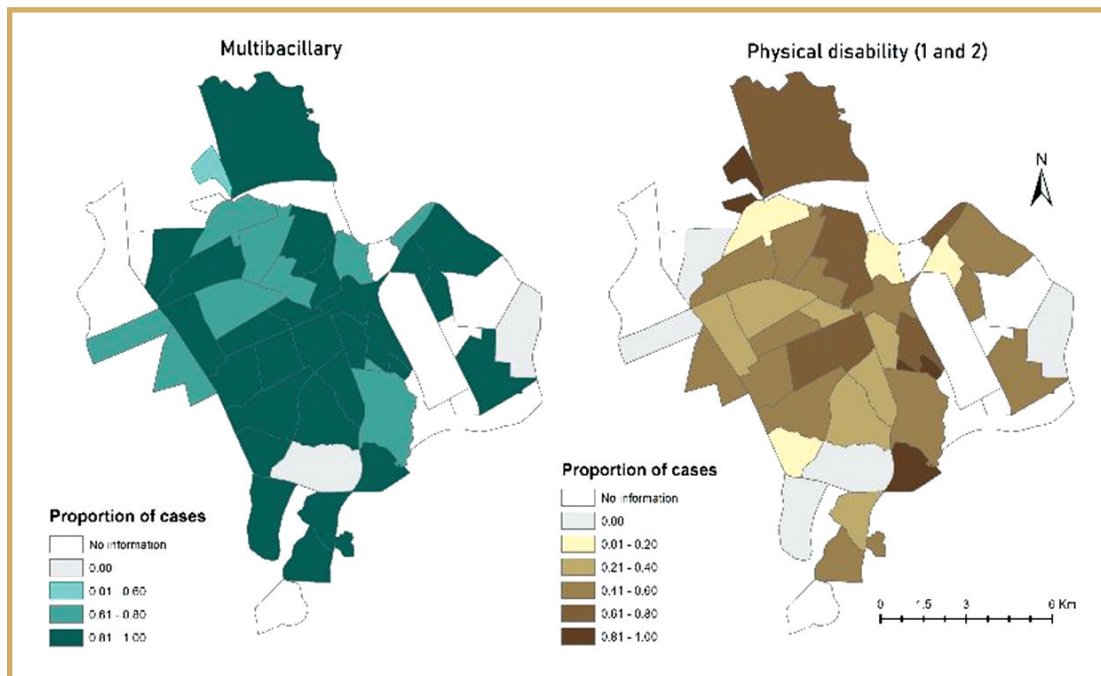 Multibacillary
Proportion of cases
No information
0.00
0.01 - 0.60
0.61 - 0.80
0.81 - 1.00
Physical disability (1 and 2)
N
Proportion of cases
No information
0.00
0.01 - 0.20
0.21 - 0.40
0.41 - 0.60
0.61 - 0.80
0.81 - 1.00
0 1.5 3 6 Km